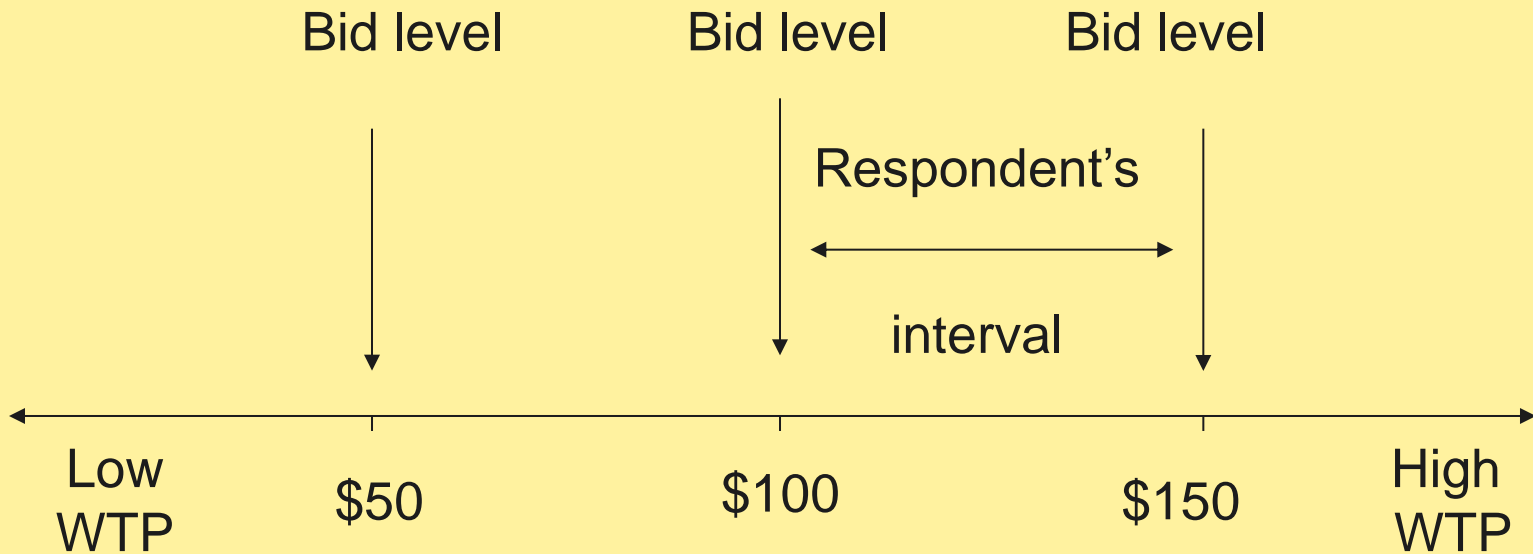 Bid level Bid level Bid level
Respondent’s
interval
Low
WTP
$50
$100
$150
High
WTP